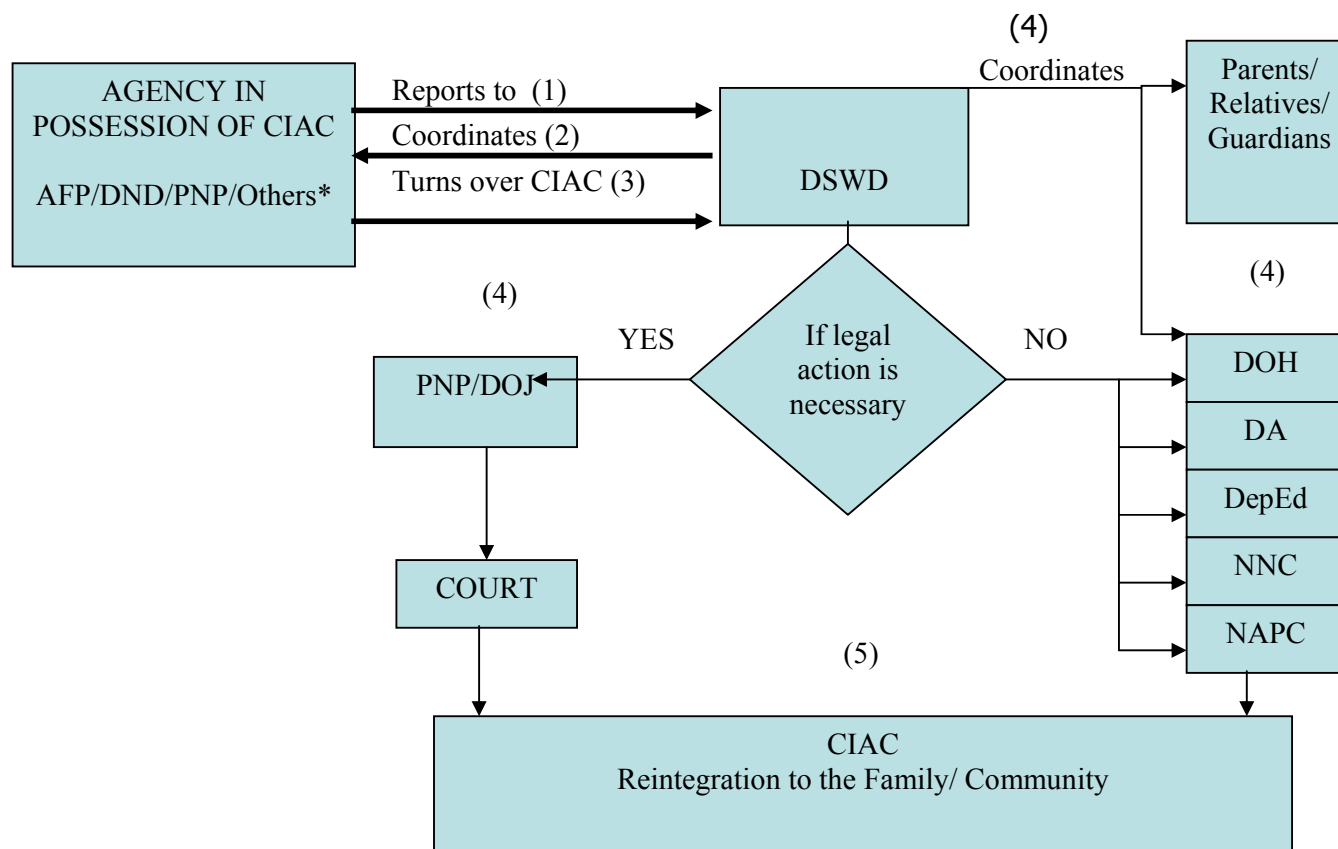 (4)
AGENCY IN
POSSESSION OF CIAC
AFP/DND/PNP/Others*
Reports to (1)
Coordinates (2)
Turns over CIAC (3)
DSWD
Coordinates
Parents/
Relatives/
Guardians
(4)
(4)
YES
If legal
action is
necessary
NO
PNP/DOJ
DOH
DA
DepEd
NNC
NAPC
COURT
(5)
CIAC
Reintegration to the Family/ Community